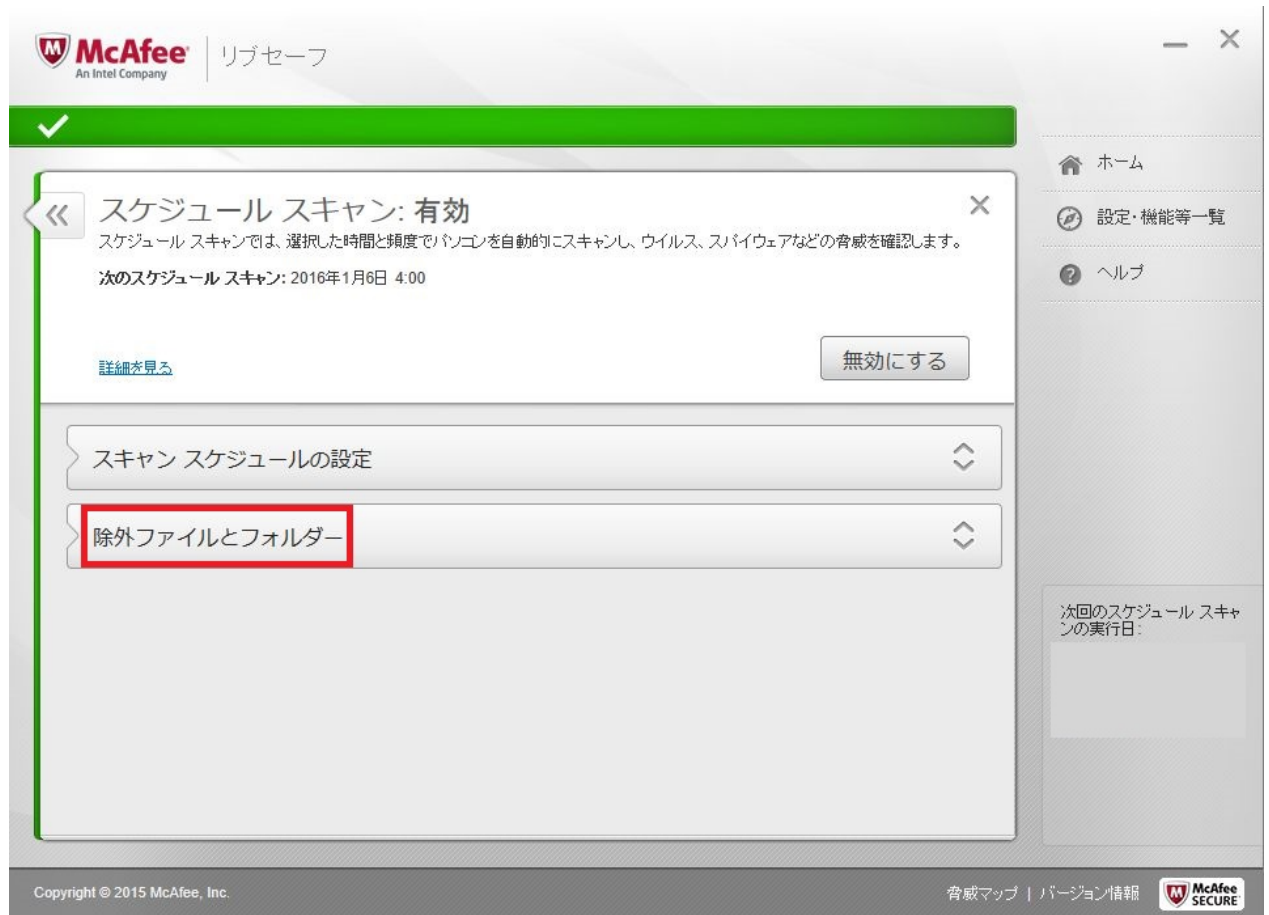 McAfee リブセーフ
An Intel Company
ホーム
設定・機能等一覧
ヘルプ
スケジュール スキャン: 有効
スケジュール スキャンでは、選択した時間と頻度でパソコンを自動的にスキャンし、ウイルス、スパイウェアなどの脅威を確認します。
次のスケジュール スキャン: 2016年1月6日 4:00
詳細を見る
無効にする
スキャン スケジュールの設定
除外ファイルとフォルダー
次回のスケジュール スキャ
ンの実行日:
Copyright © 2015 McAfee, Inc.
脅威マップ | バージョン情報
McAfee
SECURE